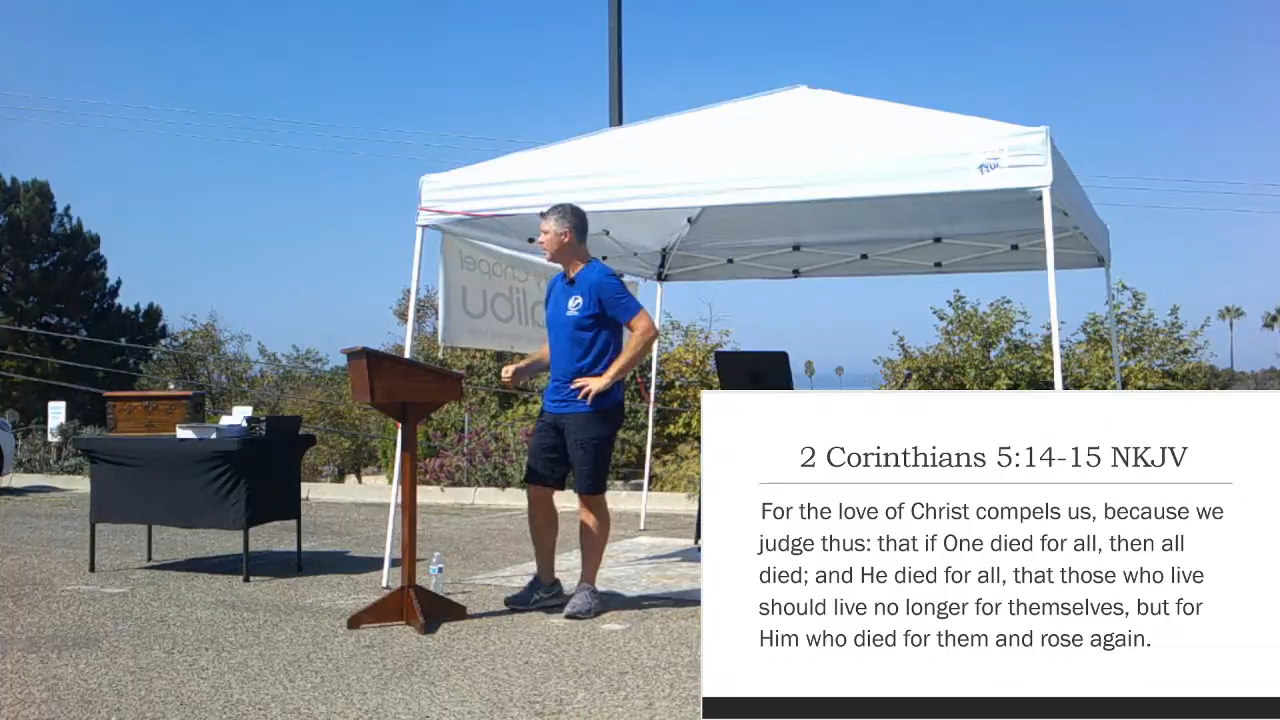 2 Corinthians 5:14-15 NKJV
For the love of Christ compels us, because we
judge thus: that if One died for all, then all
died; and He died for all, that those who live
should live no longer for themselves, but for
Him who died for them and rose again.